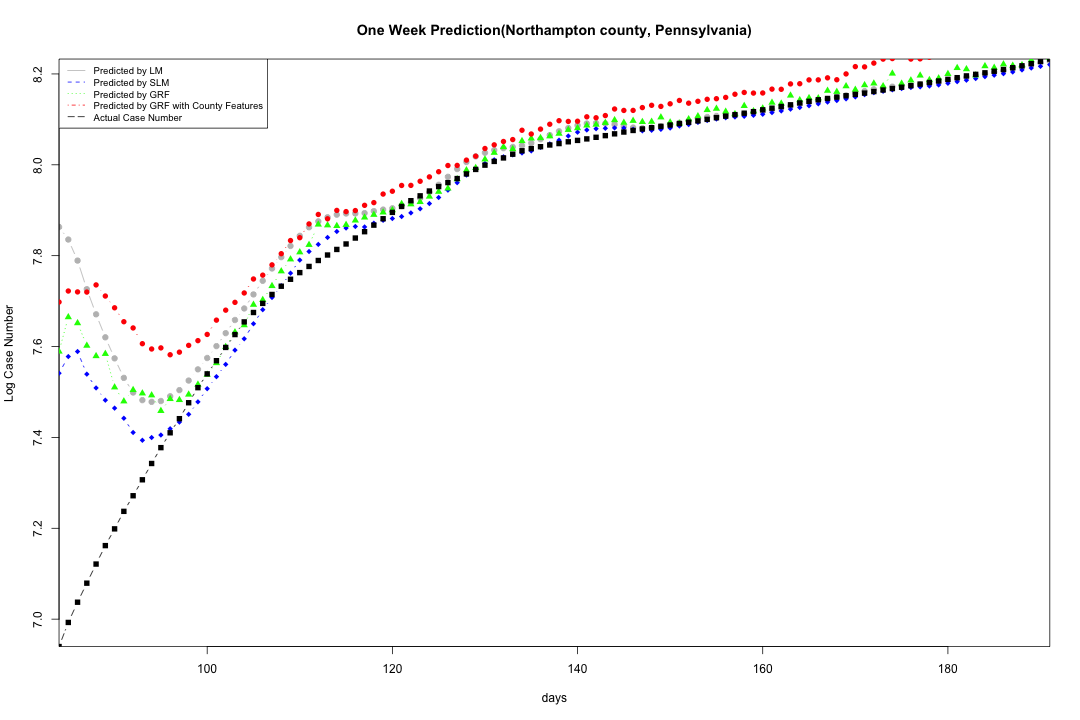 One Week Prediction(Northampton county, Pennsylvania)
Predicted by LM
Predicted by SLM
Predicted by GRF
Predicted by GRF with County Features
Actual Case Number
Log Case Number
8.2
8.0
7.8
7.6
7.4
7.2
7.0
100 120 140 160 180
days